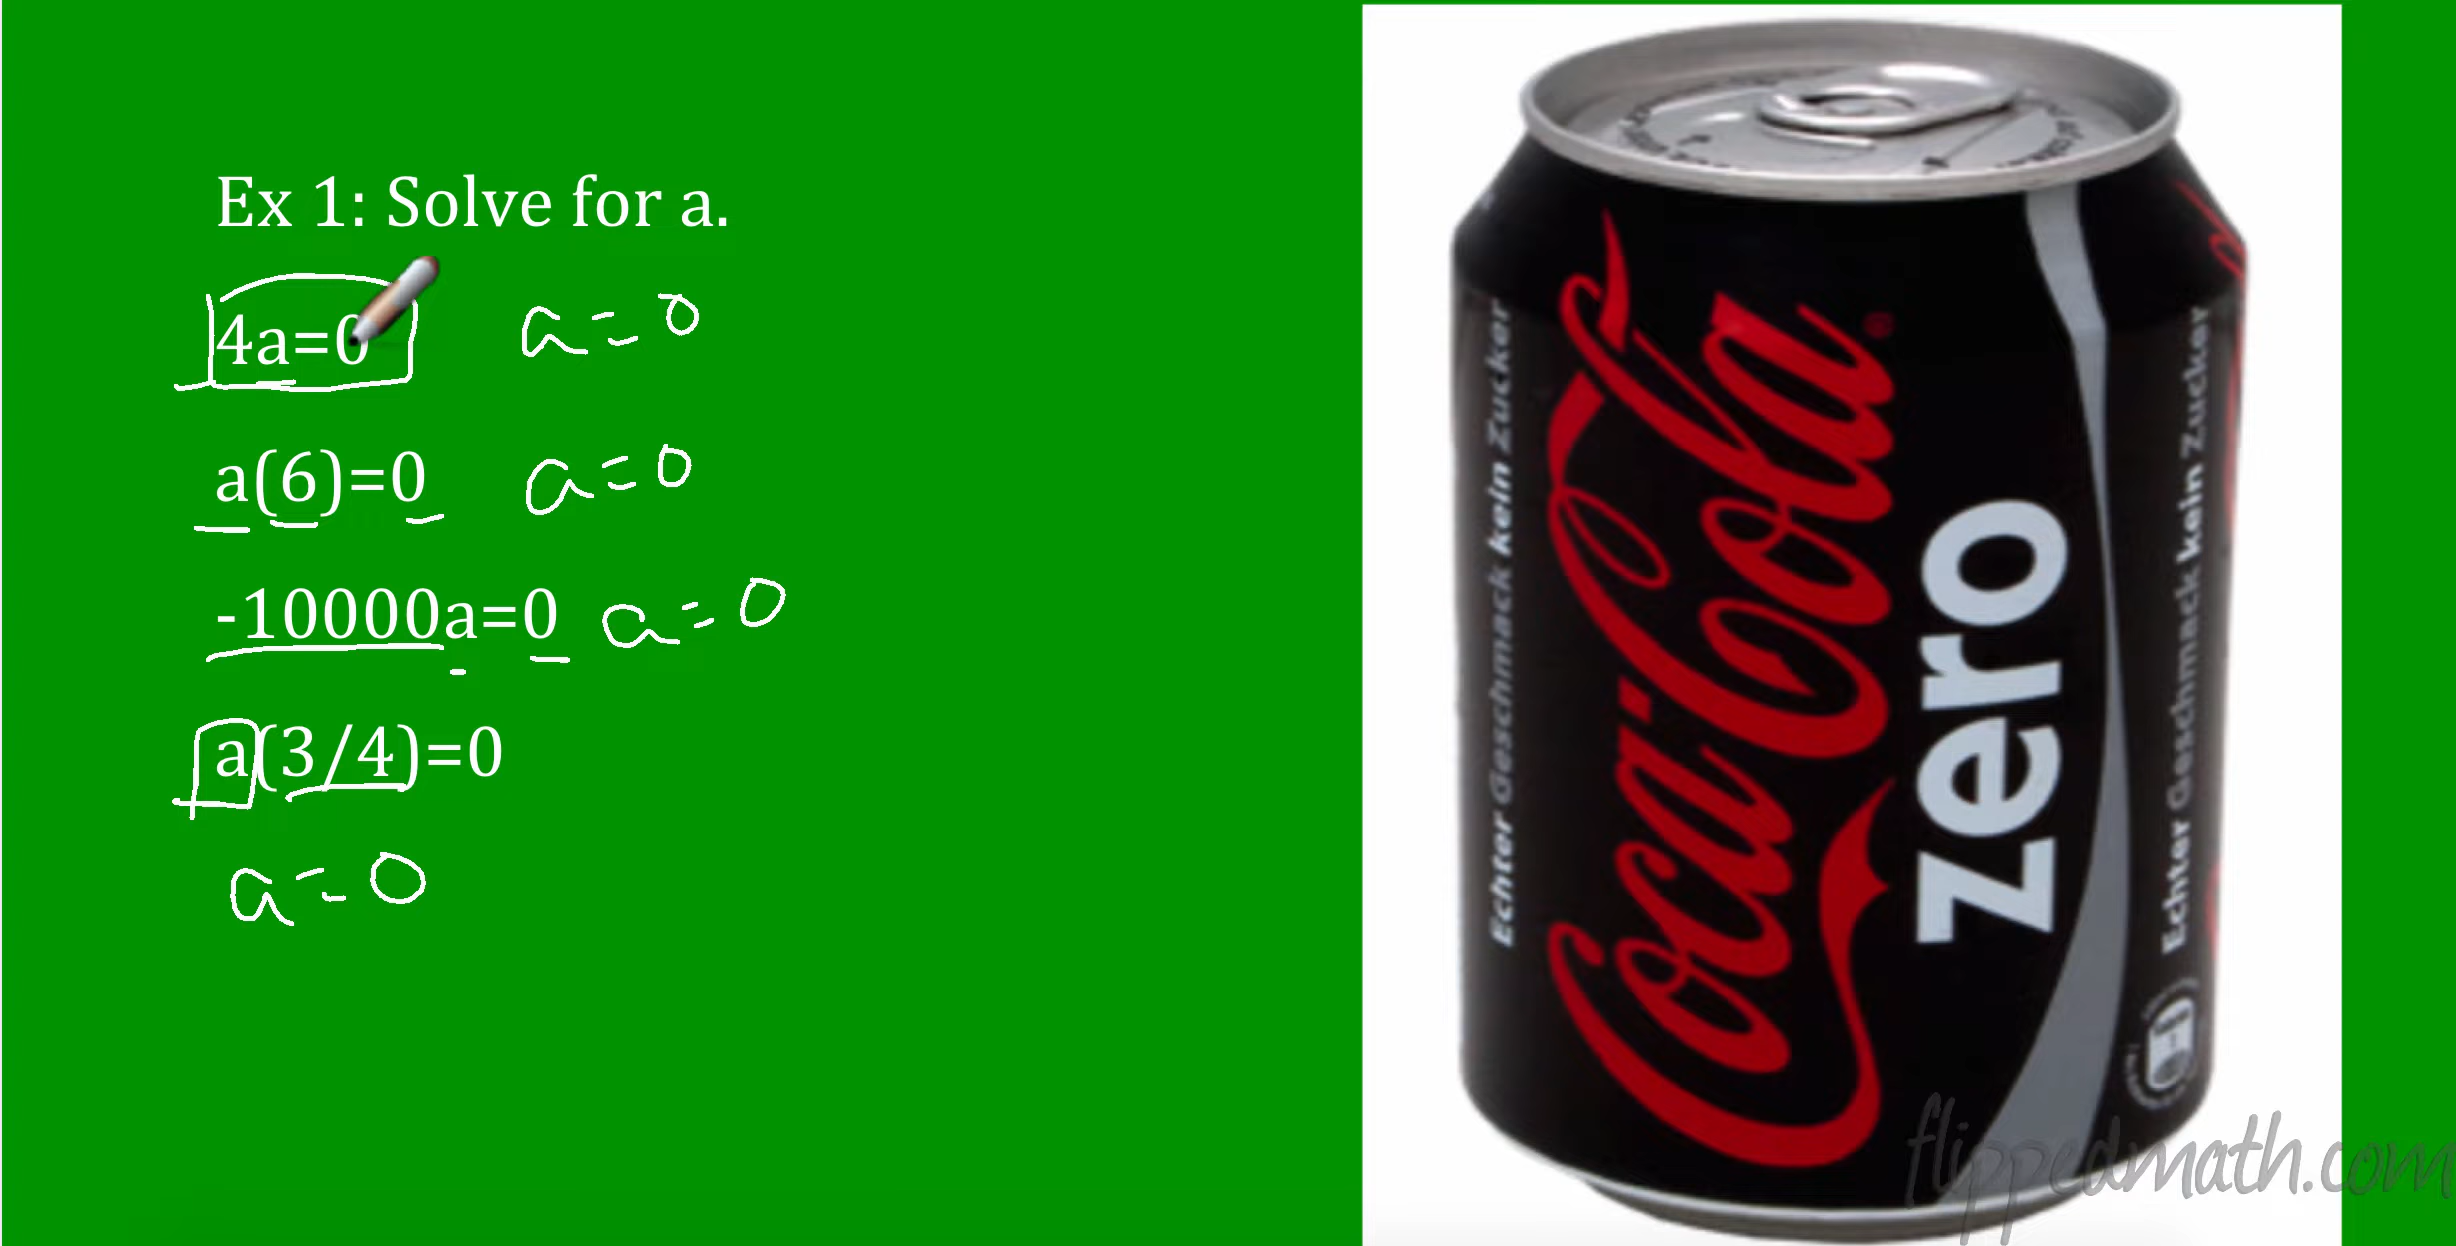 Ex 1: Solve for a.
4a=0 a=0
a(6)=0 a=0
-10000a=0 a=0
a(3/4)=0
a=0
Echter Geschmack kein Zucker
Coca-Cola®
zero
Echter Geschmack kein Zucker
flippedmath.com